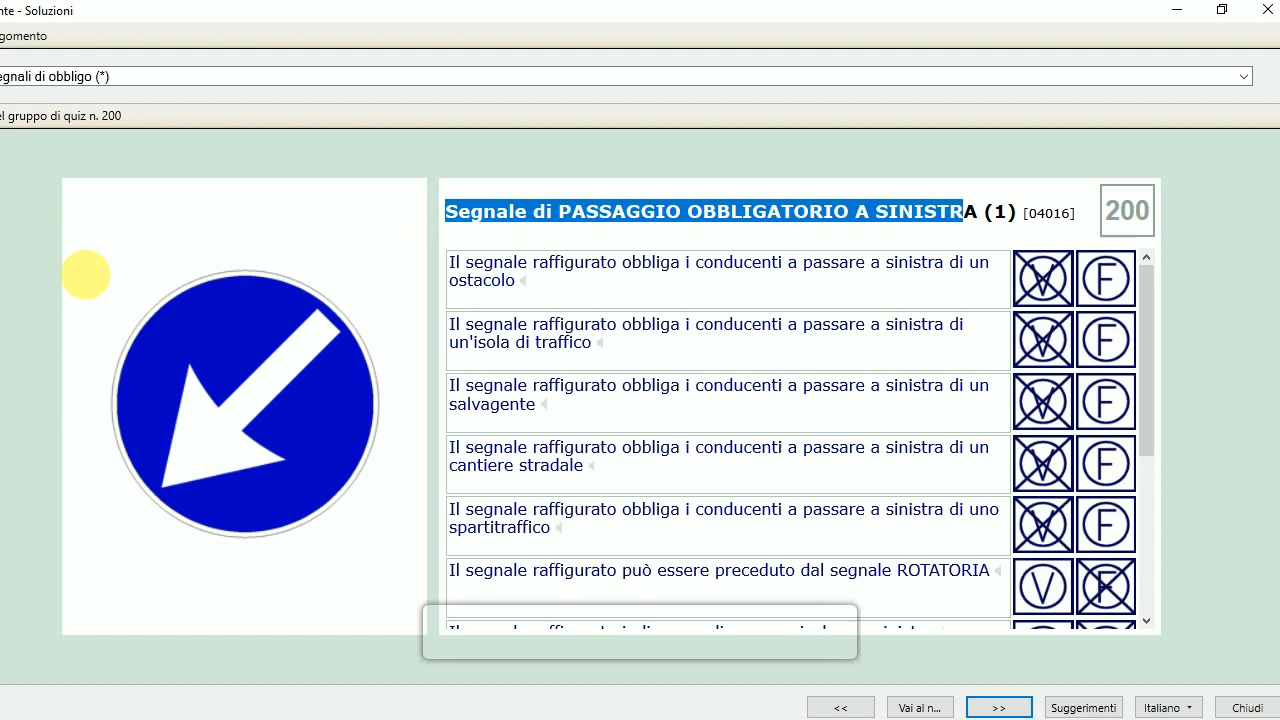 nte - Soluzioni
gomento
egnali di obbligo (*)
el gruppo di quiz n. 200
Segnale di PASSAGGIO OBBLIGATORIO A SINISTRA (1) [04016]
200
Il segnale raffigurato obbliga i conducenti a passare a sinistra di un
ostacolo
V F
Il segnale raffigurato obbliga i conducenti a passare a sinistra di
un'isola di traffico
V F
Il segnale raffigurato obbliga i conducenti a passare a sinistra di un
salvagente
V F
Il segnale raffigurato obbliga i conducenti a passare a sinistra di un
cantiere stradale
V F
Il segnale raffigurato obbliga i conducenti a passare a sinistra di uno
spartitraffico
V F
Il segnale raffigurato può essere preceduto dal segnale ROTATORIA
V F
<< Vai al n... >> Suggerimenti Italiano Chiudi